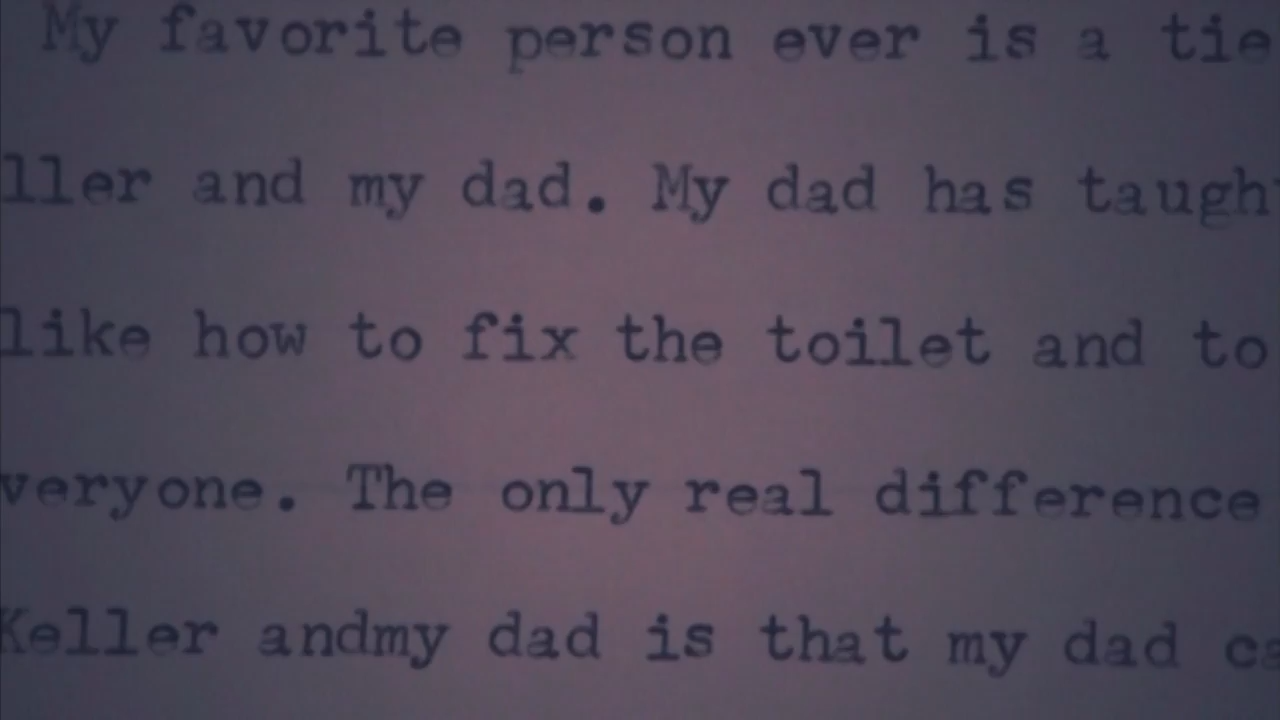 My favorite person ever is a tie
ller and my dad. My dad has taugh
like how to fix the toilet and to
veryone. The only real difference
Keller andmy dad is that my dad ca